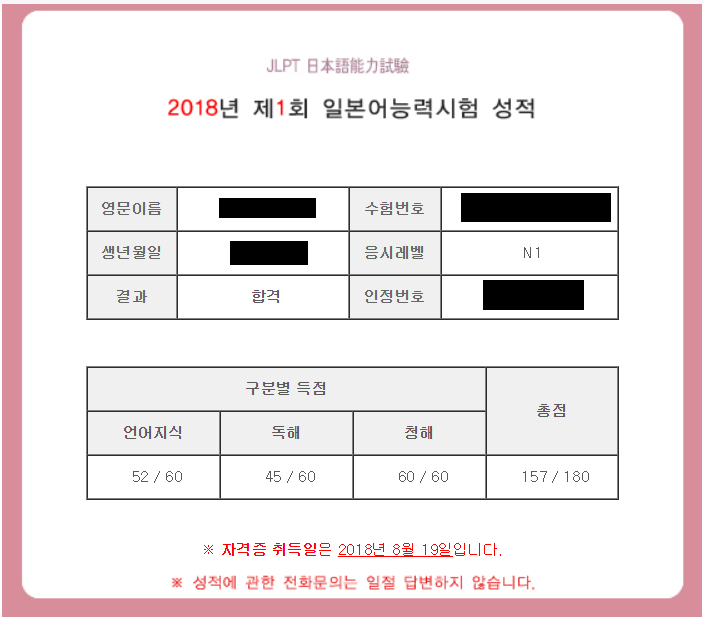 JLPT 日本語能力試驗
2018년 제1회 일본어능력시험 성적
영문이름 수험번호
생년월일 응시레벨 N1
결과 합격 인정번호
구분별 득점 총점
언어지식 독해 청해
52 / 60 45 / 60 60 / 60 157 / 180
※ 자격증 취득일은 2018년 8월 19일입니다.
※ 성적에 관한 전화문의는 일절 답변하지 않습니다.